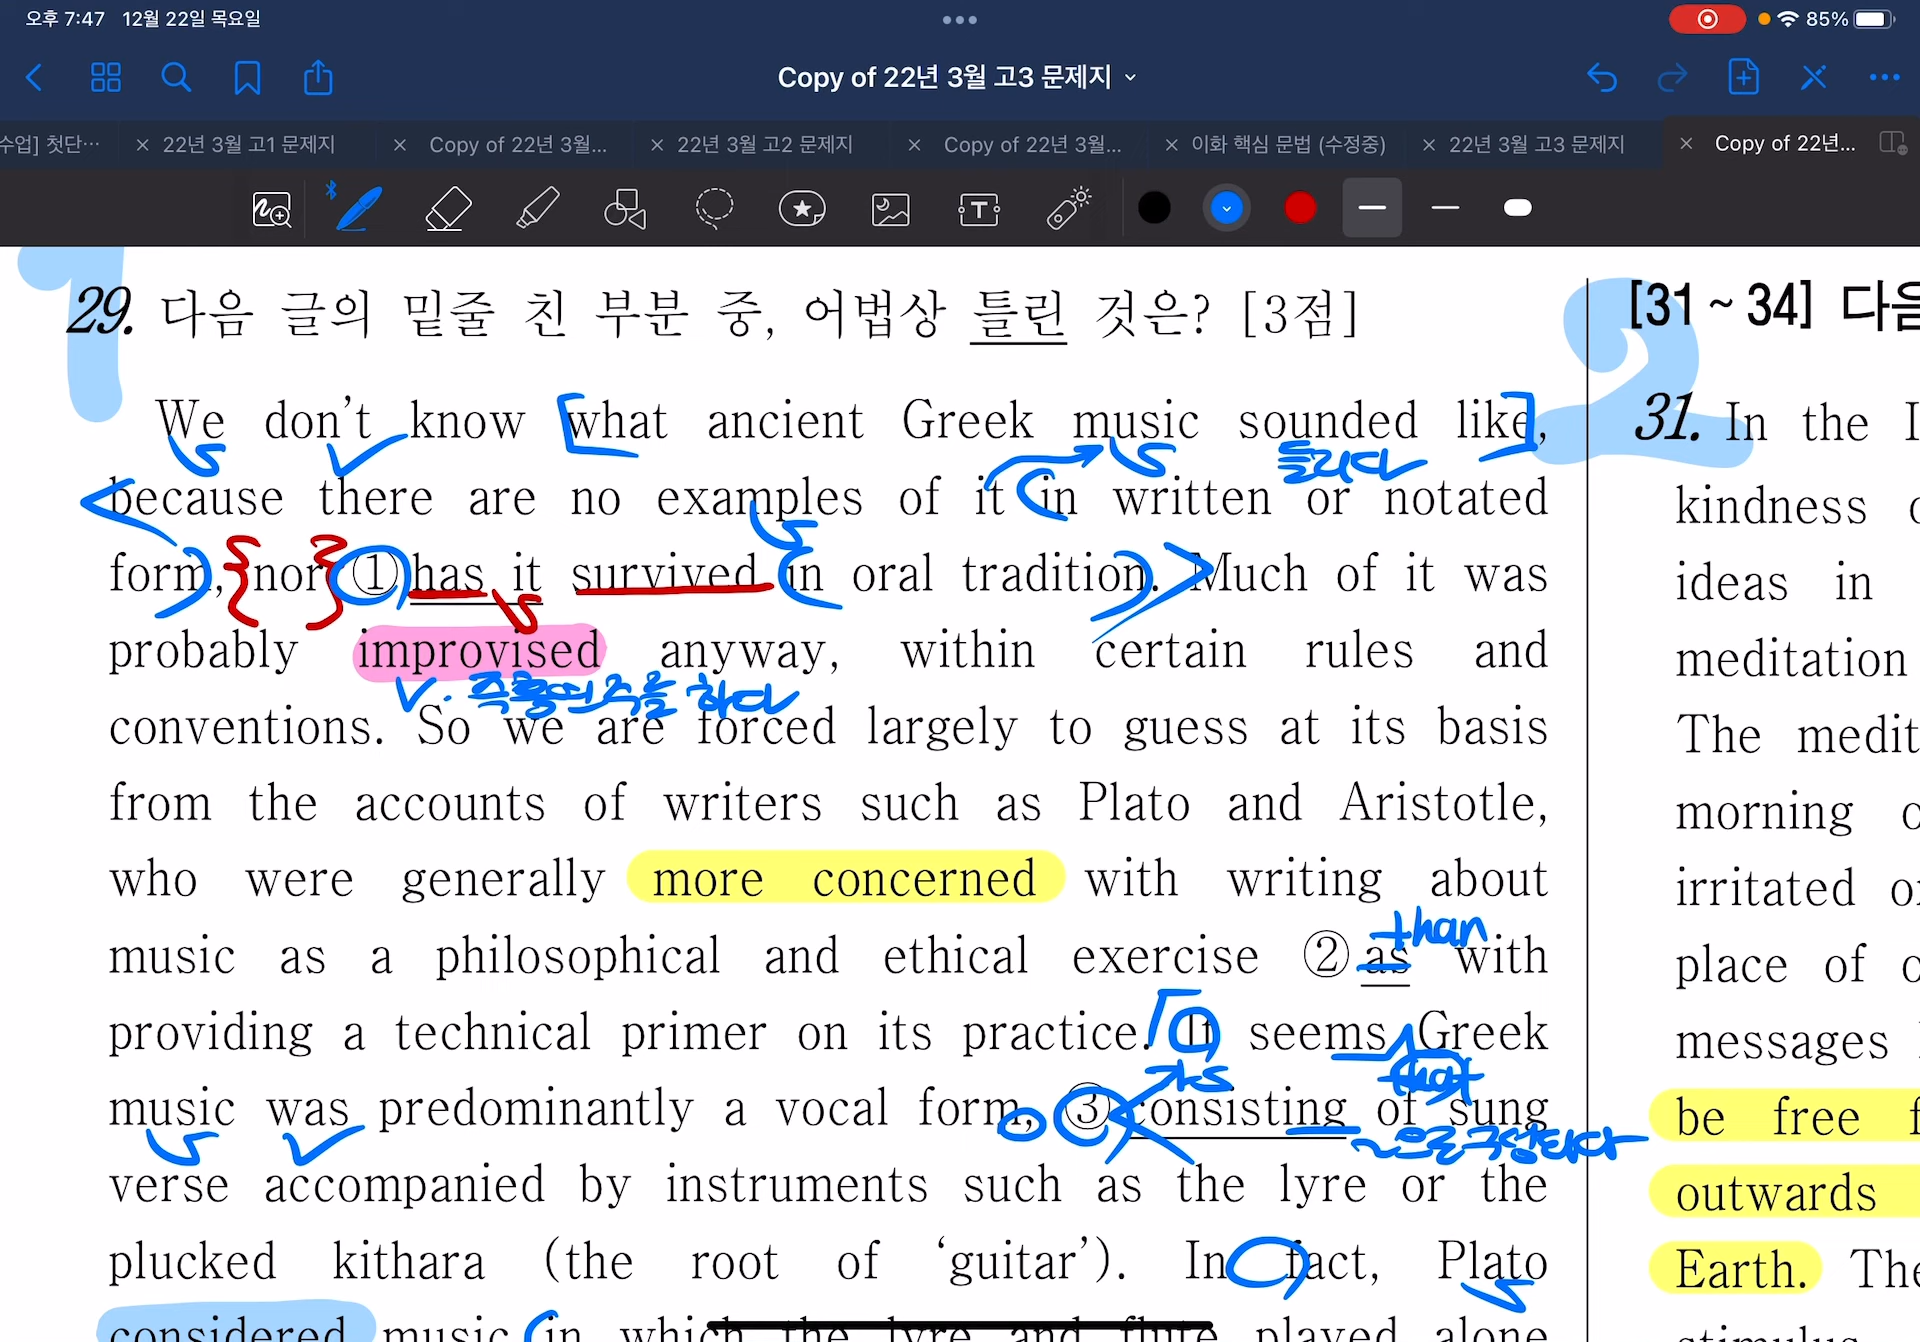 오후 7:47 12월 22일 목요일
85%
Copy of 22년 3월 고3 문제지
수업] 첫단…
22년 3월 고1 문제지
Copy of 22년 3월...
22년 3월 고2 문제지
Copy of 22년 3월...
이화 핵심 문법 (수정중)
22년 3월 고3 문제지
Copy of 22년...
1
29. 다음 글의 밑줄 친 부분 중, 어법상 틀린 것은? [3점]
We don't know what ancient Greek music sounded like,
들리다
because there are no examples of it in written or notated
form, nor ① has it survived in oral tradition. Much of it was
probably improvised anyway, within certain rules and
즉흥연주를 하다
conventions. So we are forced largely to guess at its basis
from the accounts of writers such as Plato and Aristotle,
who were generally more concerned with writing about
than
music as a philosophical and ethical exercise ② as with
providing a technical primer on its practice. It seems Greek
가S
that
music was predominantly a vocal form, ③ consisting of sung
~으로 구성되다
verse accompanied by instruments such as the lyre or the
plucked kithara (the root of 'guitar'). In fact, Plato
considered music in which the lyre and flute played alone
2
[31 ~ 34] 다음
31. In the
kindness
ideas in
meditation
The medit
morning
irritated
place of
messages
be free
outwards
Earth. The